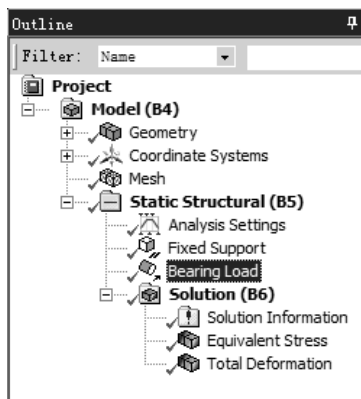 Outline
Filter: Name
Project
Model (B4)
Geometry
Coordinate Systems
Mesh
Static Structural (B5)
Analysis Settings
Fixed Support
Bearing Load
Solution (B6)
Solution Information
Equivalent Stress
Total Deformation